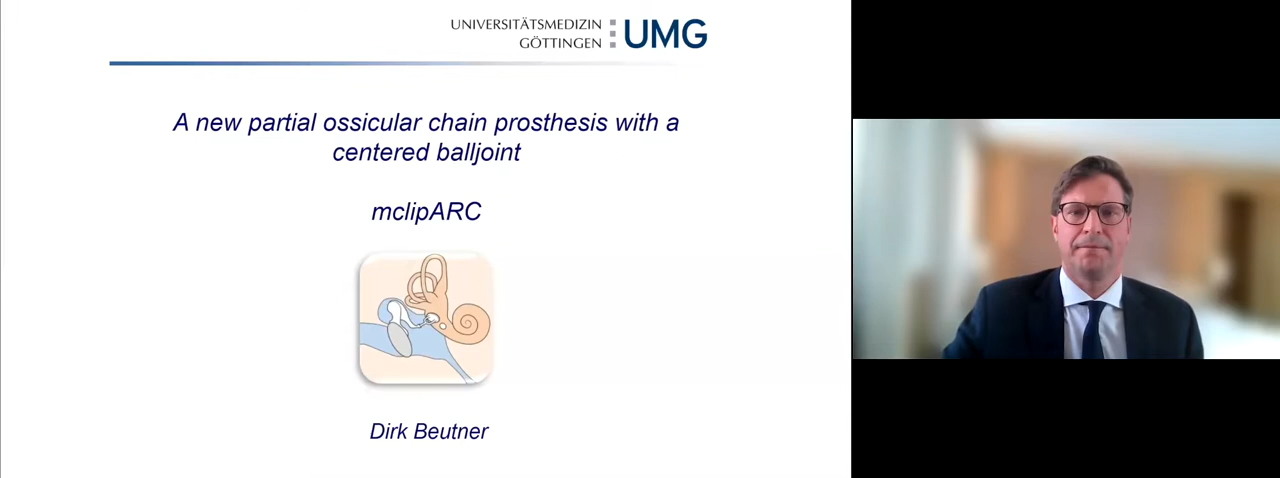 UNIVERSITÄTSMEDIZIN
GÖTTINGEN
UMG
A new partial ossicular chain prosthesis with a
centered balljoint
mclipARC
Dirk Beutner